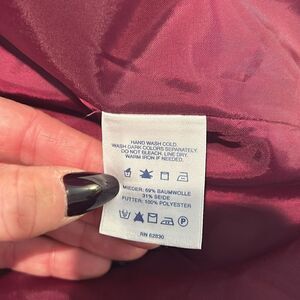 HAND WASH COLD.
WASH DARK COLORS SEPARATELY.
DO NOT BLEACH. LINE DRY.
WARM IRON IF NEEDED.
MIEDER: 69% BAUMWOLLE
31% SEIDE
FUTTER: 100% POLYESTER
RN 62830